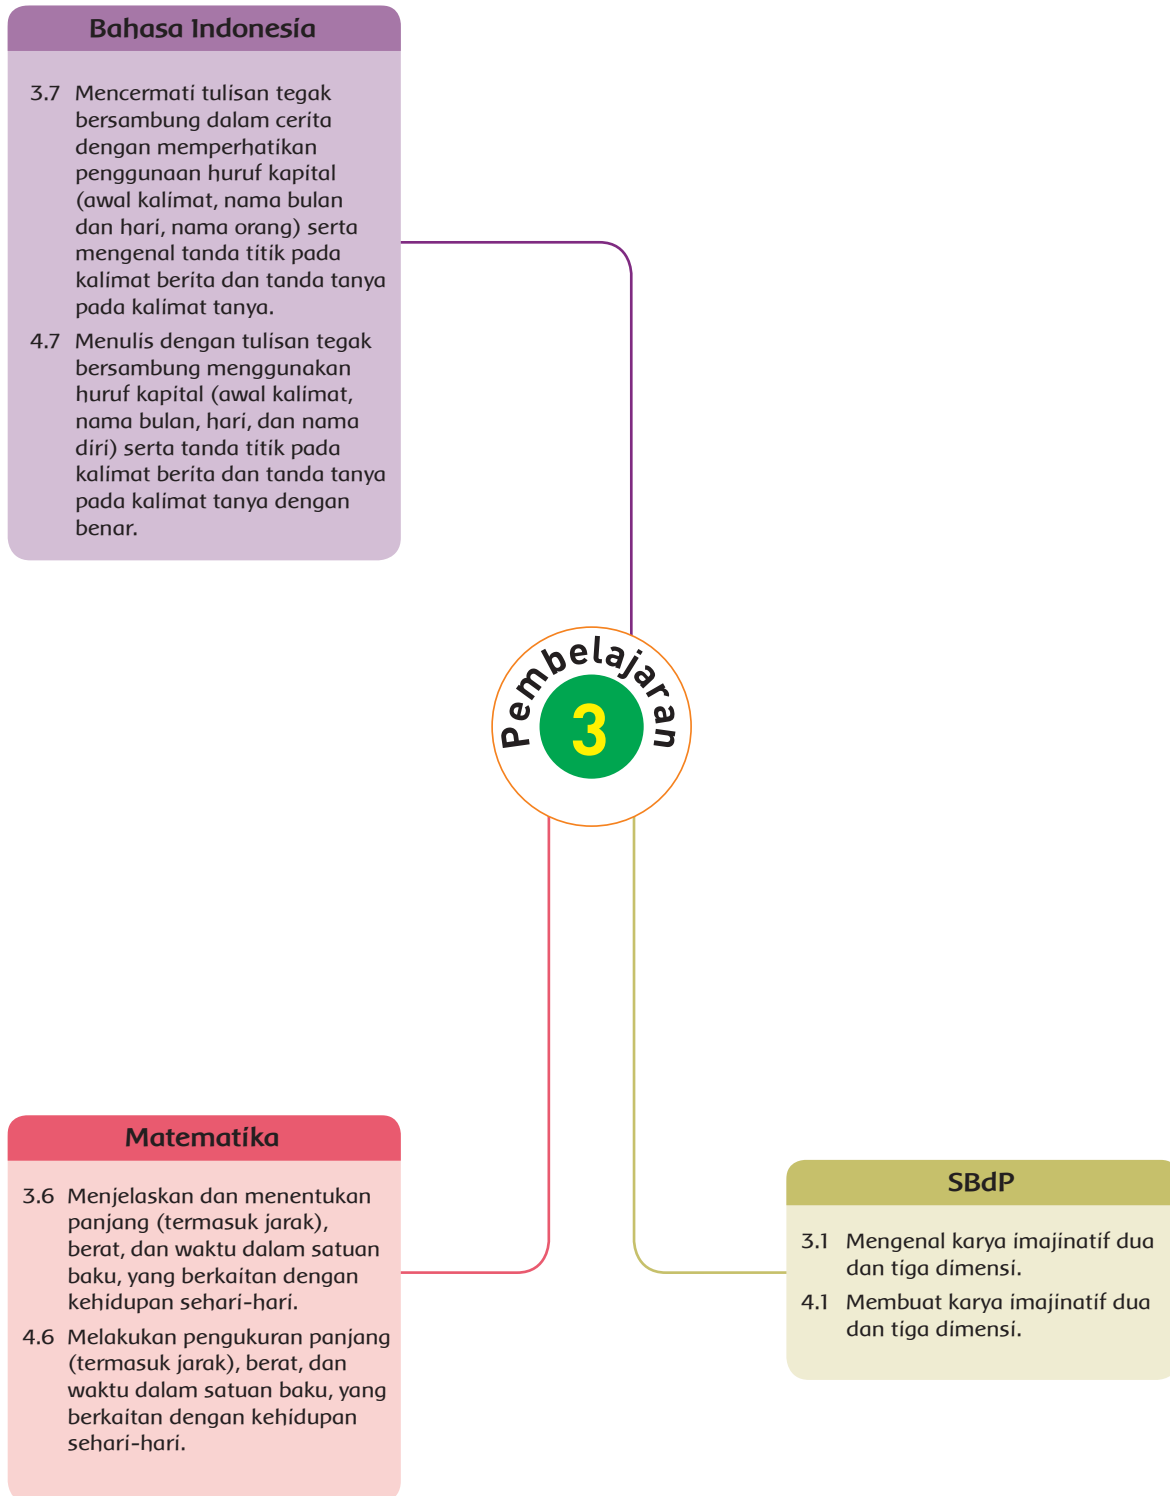 Bahasa Indonesia
3.7 Mencermati tulisan tegak
bersambung dalam cerita
dengan memperhatikan
penggunaan huruf kapital
(awal kalimat, nama bulan
dan hari, nama orang) serta
mengenal tanda titik pada
kalimat berita dan tanda tanya
pada kalimat tanya.
4.7 Menulis dengan tulisan tegak
bersambung menggunakan
huruf kapital (awal kalimat,
nama bulan, hari, dan nama
diri) serta tanda titik pada
kalimat berita dan tanda tanya
pada kalimat tanya dengan
benar.
Pembelajaran
3
Matematika
3.6 Menjelaskan dan menentukan
panjang (termasuk jarak),
berat, dan waktu dalam satuan
baku, yang berkaitan dengan
kehidupan sehari-hari.
4.6 Melakukan pengukuran panjang
(termasuk jarak), berat, dan
waktu dalam satuan baku, yang
berkaitan dengan kehidupan
sehari-hari.
SBdP
3.1 Mengenal karya imajinatif dua
dan tiga dimensi.
4.1 Membuat karya imajinatif dua
dan tiga dimensi.